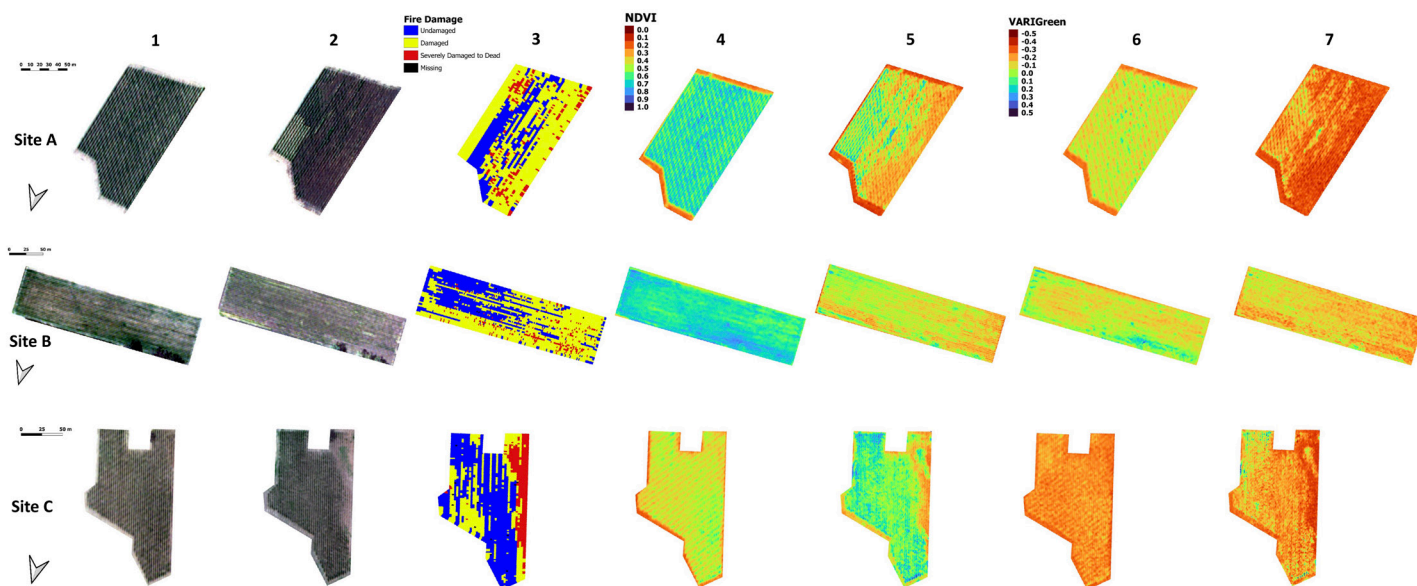 1
2
3
4
5
6
7
Fire Damage
Undamaged
Damaged
Severely Damaged to Dead
Missing
NDVI
0.0
0.1
0.2
0.3
0.4
0.5
0.6
0.7
0.8
0.9
1.0
VARIGreen
-0.5
-0.4
-0.3
-0.2
-0.1
0.0
0.1
0.2
0.3
0.4
0.5
0 10 20 30 40 50 m
Site A
0 25 50 m
Site B
0 25 50 m
Site C